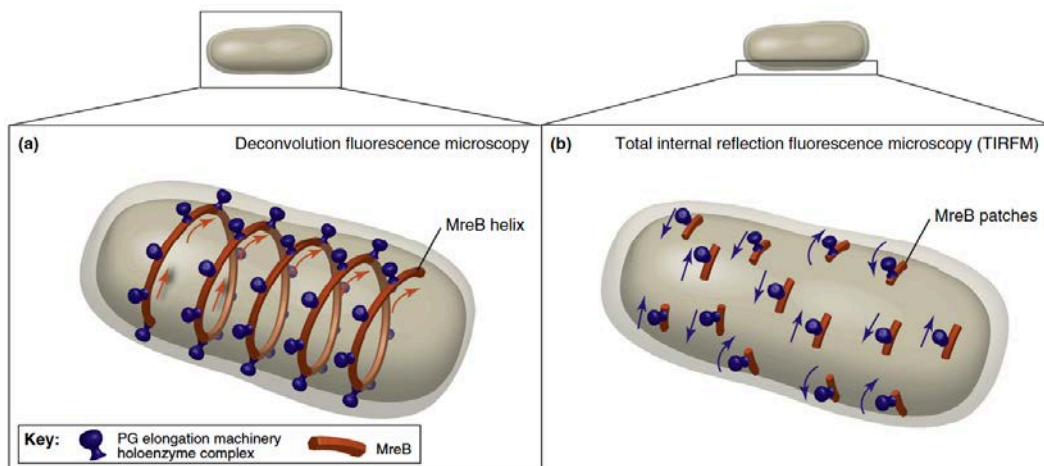 (a)
Deconvolution fluorescence microscopy
MreB helix
Key:
PG elongation machinery
holoenzyme complex
MreB
(b)
Total internal reflection fluorescence microscopy (TIRFM)
MreB patches